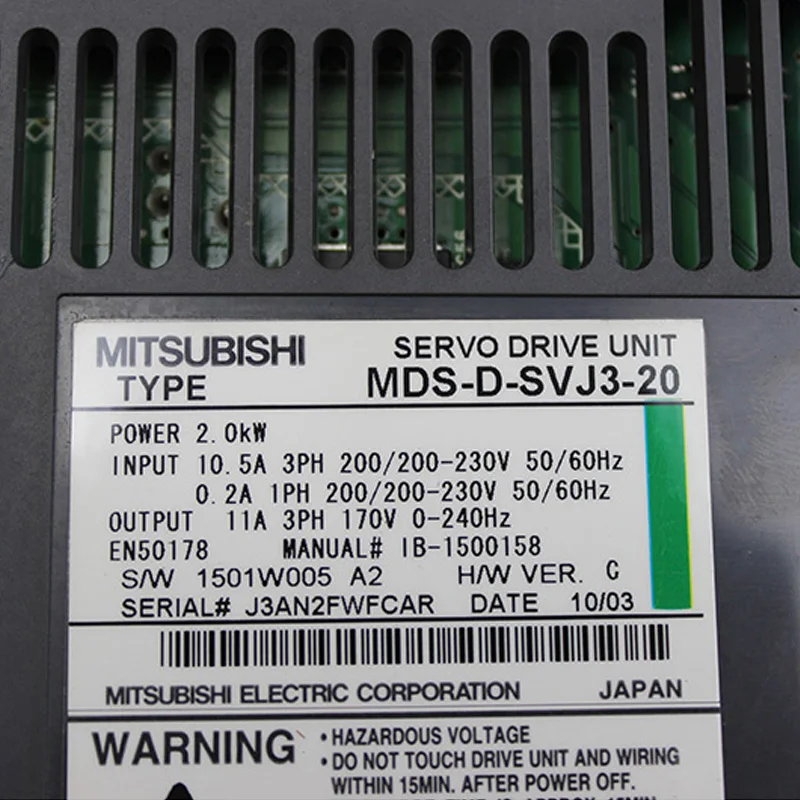 MITSUBISHI SERVO DRIVE UNIT
TYPE MDS-D-SVJ3-20
POWER 2.0kW
INPUT 10.5A 3PH 200/200-230V 50/60Hz
0.2A 1PH 200/200-230V 50/60Hz
OUTPUT 11A 3PH 170V 0-240Hz
EN50178 MANUAL# IB-1500158
S/W 1501W005 A2 H/W VER. C
SERIAL# J3AN2FWFCAR DATE 10/03
MITSUBISHI ELECTRIC CORPORATION JAPAN
WARNING • HAZARDOUS VOLTAGE
• DO NOT TOUCH DRIVE UNIT AND WIRING
WITHIN 15MIN. AFTER POWER OFF.